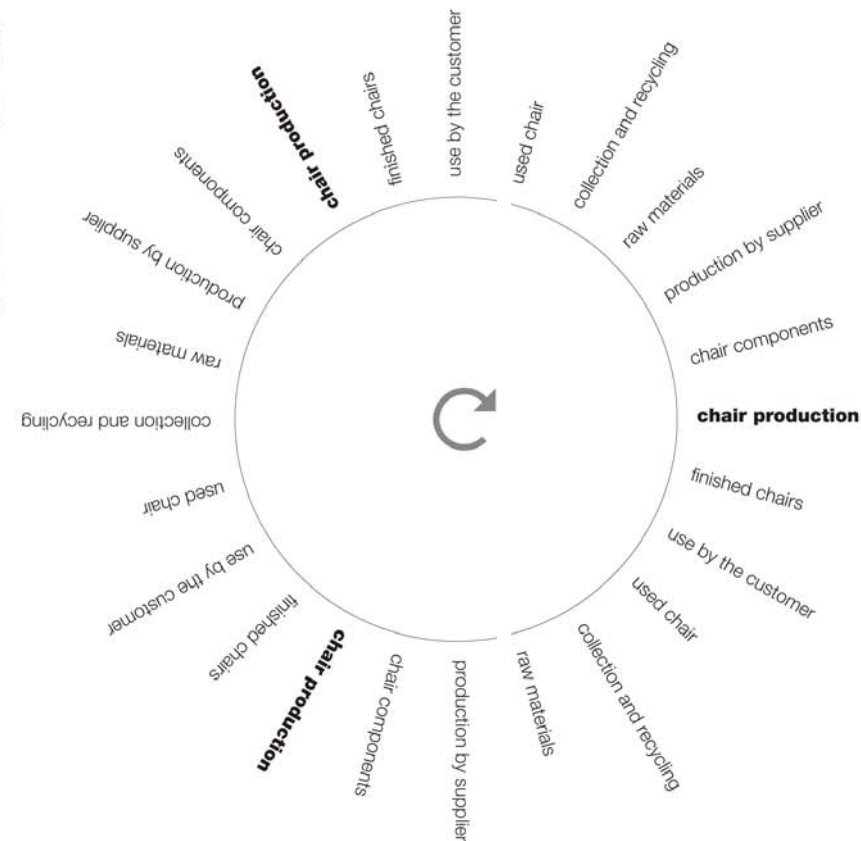 use by the customer
used chair
collection and recycling
raw materials
production by supplier
chair components
chair production
finished chairs
use by the customer
used chair
collection and recycling
raw materials
production by supplier
chair components
chair production
finished chairs
use by the customer
used chair
collection and recycling
raw materials
production by supplier
chair components
chair production
finished chairs